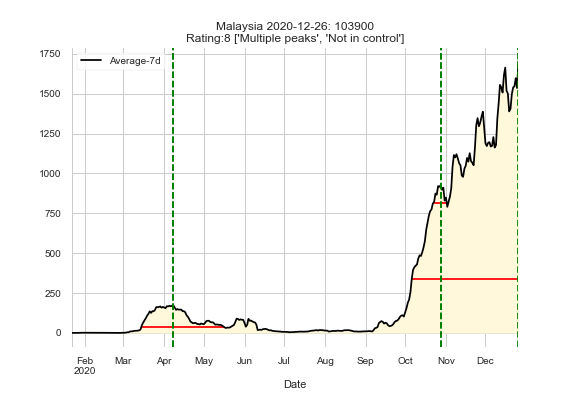 Malaysia 2020-12-26: 103900
Rating:8 ['Multiple peaks', 'Not in control']
Average-7d
1750
1500
1250
1000
750
500
250
0
Feb Mar Apr May Jun Jul Aug Sep Oct Nov Dec
2020
Date